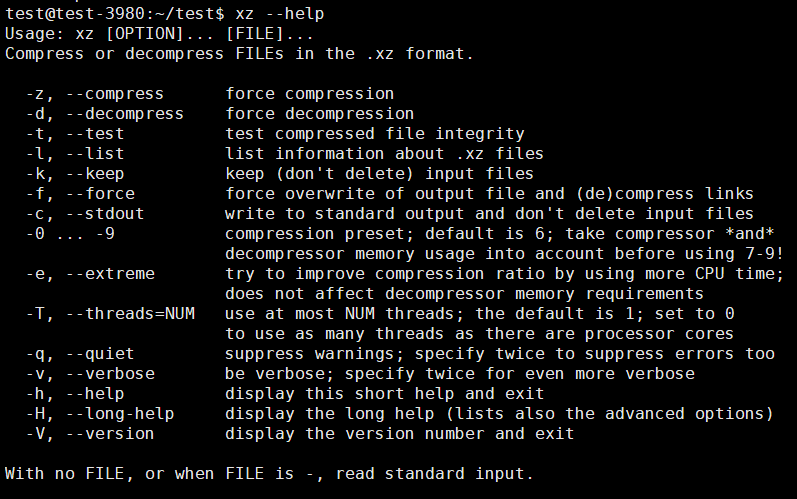 test@test-3980:~/test$ xz --help
Usage: xz [OPTION]... [FILE]...
Compress or decompress FILEs in the .xz format.

  -z, --compress      force compression
  -d, --decompress    force decompression
  -t, --test          test compressed file integrity
  -l, --list          list information about .xz files
  -k, --keep          keep (don't delete) input files
  -f, --force         force overwrite of output file and (de)compress links
  -c, --stdout        write to standard output and don't delete input files
  -0 ... -9           compression preset; default is 6; take compressor *and*
                      decompressor memory usage into account before using 7-9!
  -e, --extreme       try to improve compression ratio by using more CPU time;
                      does not affect decompressor memory requirements
  -T, --threads=NUM   use at most NUM threads; the default is 1; set to 0
                      to use as many threads as there are processor cores
  -q, --quiet         suppress warnings; specify twice to suppress errors too
  -v, --verbose       be verbose; specify twice for even more verbose
  -h, --help          display this short help and exit
  -H, --long-help     display the long help (lists also the advanced options)
  -V, --version       display the version number and exit

With no FILE, or when FILE is -, read standard input.